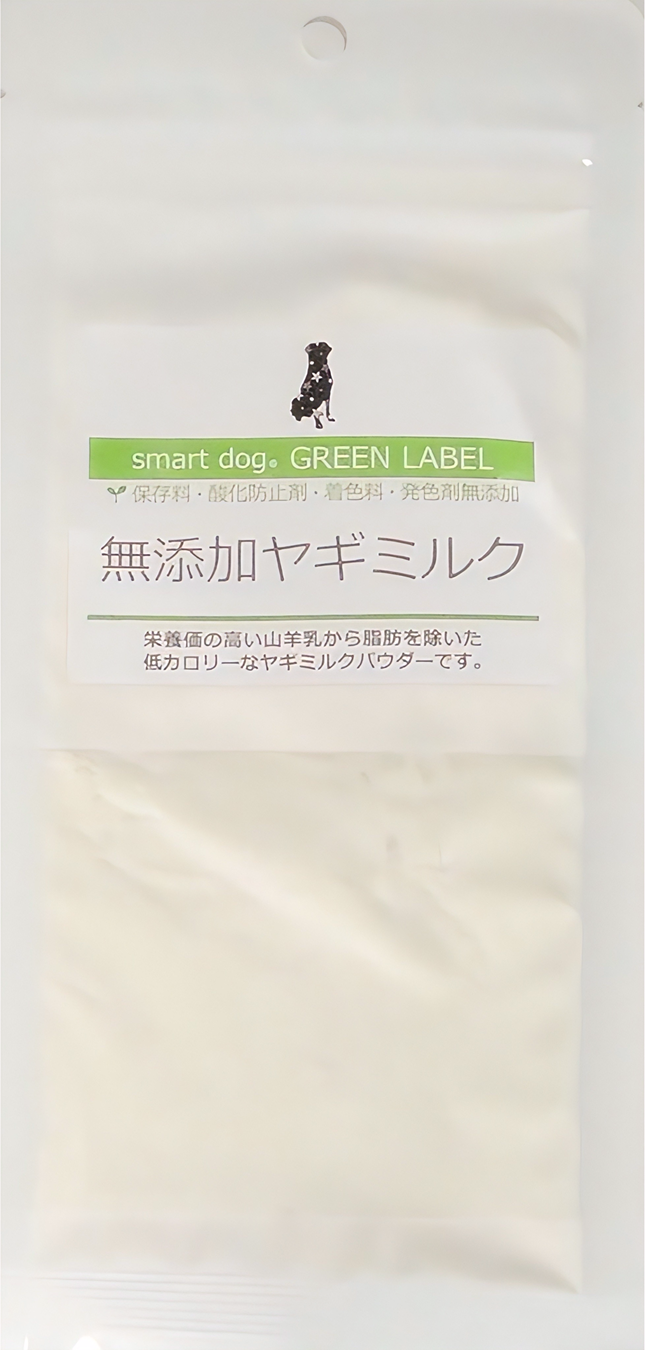 smart dog® GREEN LABEL
保存料・酸化防止剤・着色料・発色剤無添加
無添加ヤギミルク
栄養価の高い山羊乳から脂肪を除いた
低カロリーなヤギミルクパウダーです。